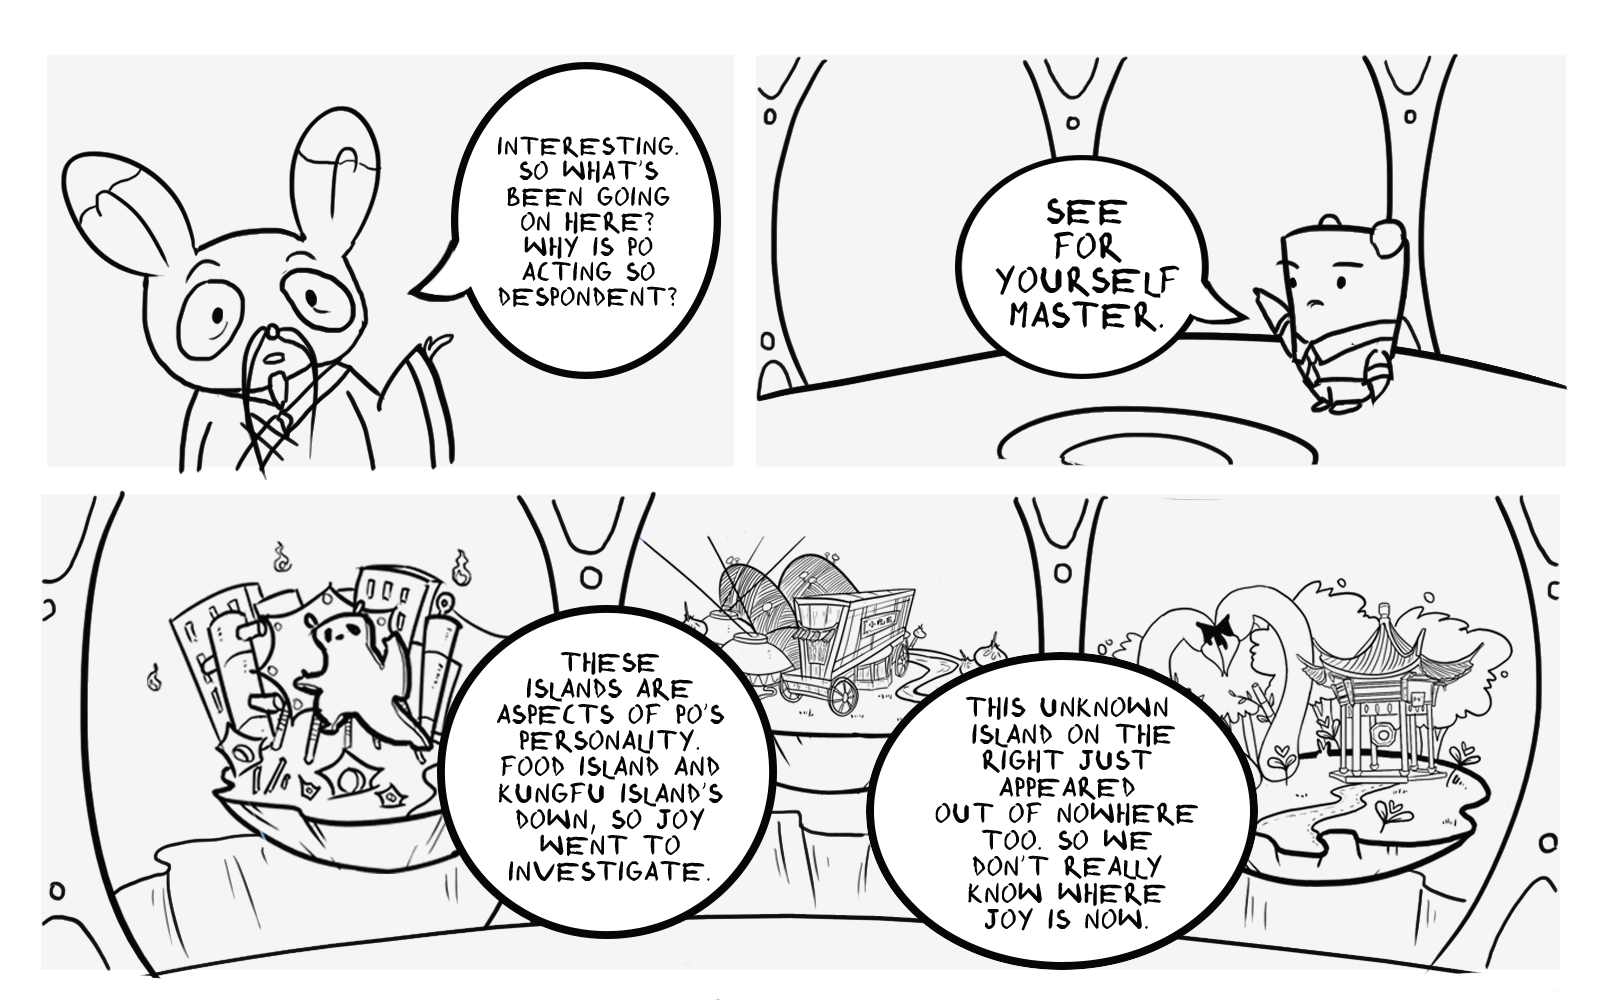 INTERESTING.
SO WHAT'S
BEEN GOING
ON HERE?
WHY IS PO
ACTING SO
DESPONDENT?
SEE
FOR
YOURSELF
MASTER.
THESE
ISLANDS ARE
ASPECTS OF PO'S
PERSONALITY.
FOOD ISLAND AND
KUNGFU ISLAND'S
DOWN, SO JOY
WENT TO
INVESTIGATE.
THIS UNKNOWN
ISLAND ON THE
RIGHT JUST
APPEARED
OUT OF NOWHERE
TOO. SO WE
DON'T REALLY
KNOW WHERE
JOY IS NOW.